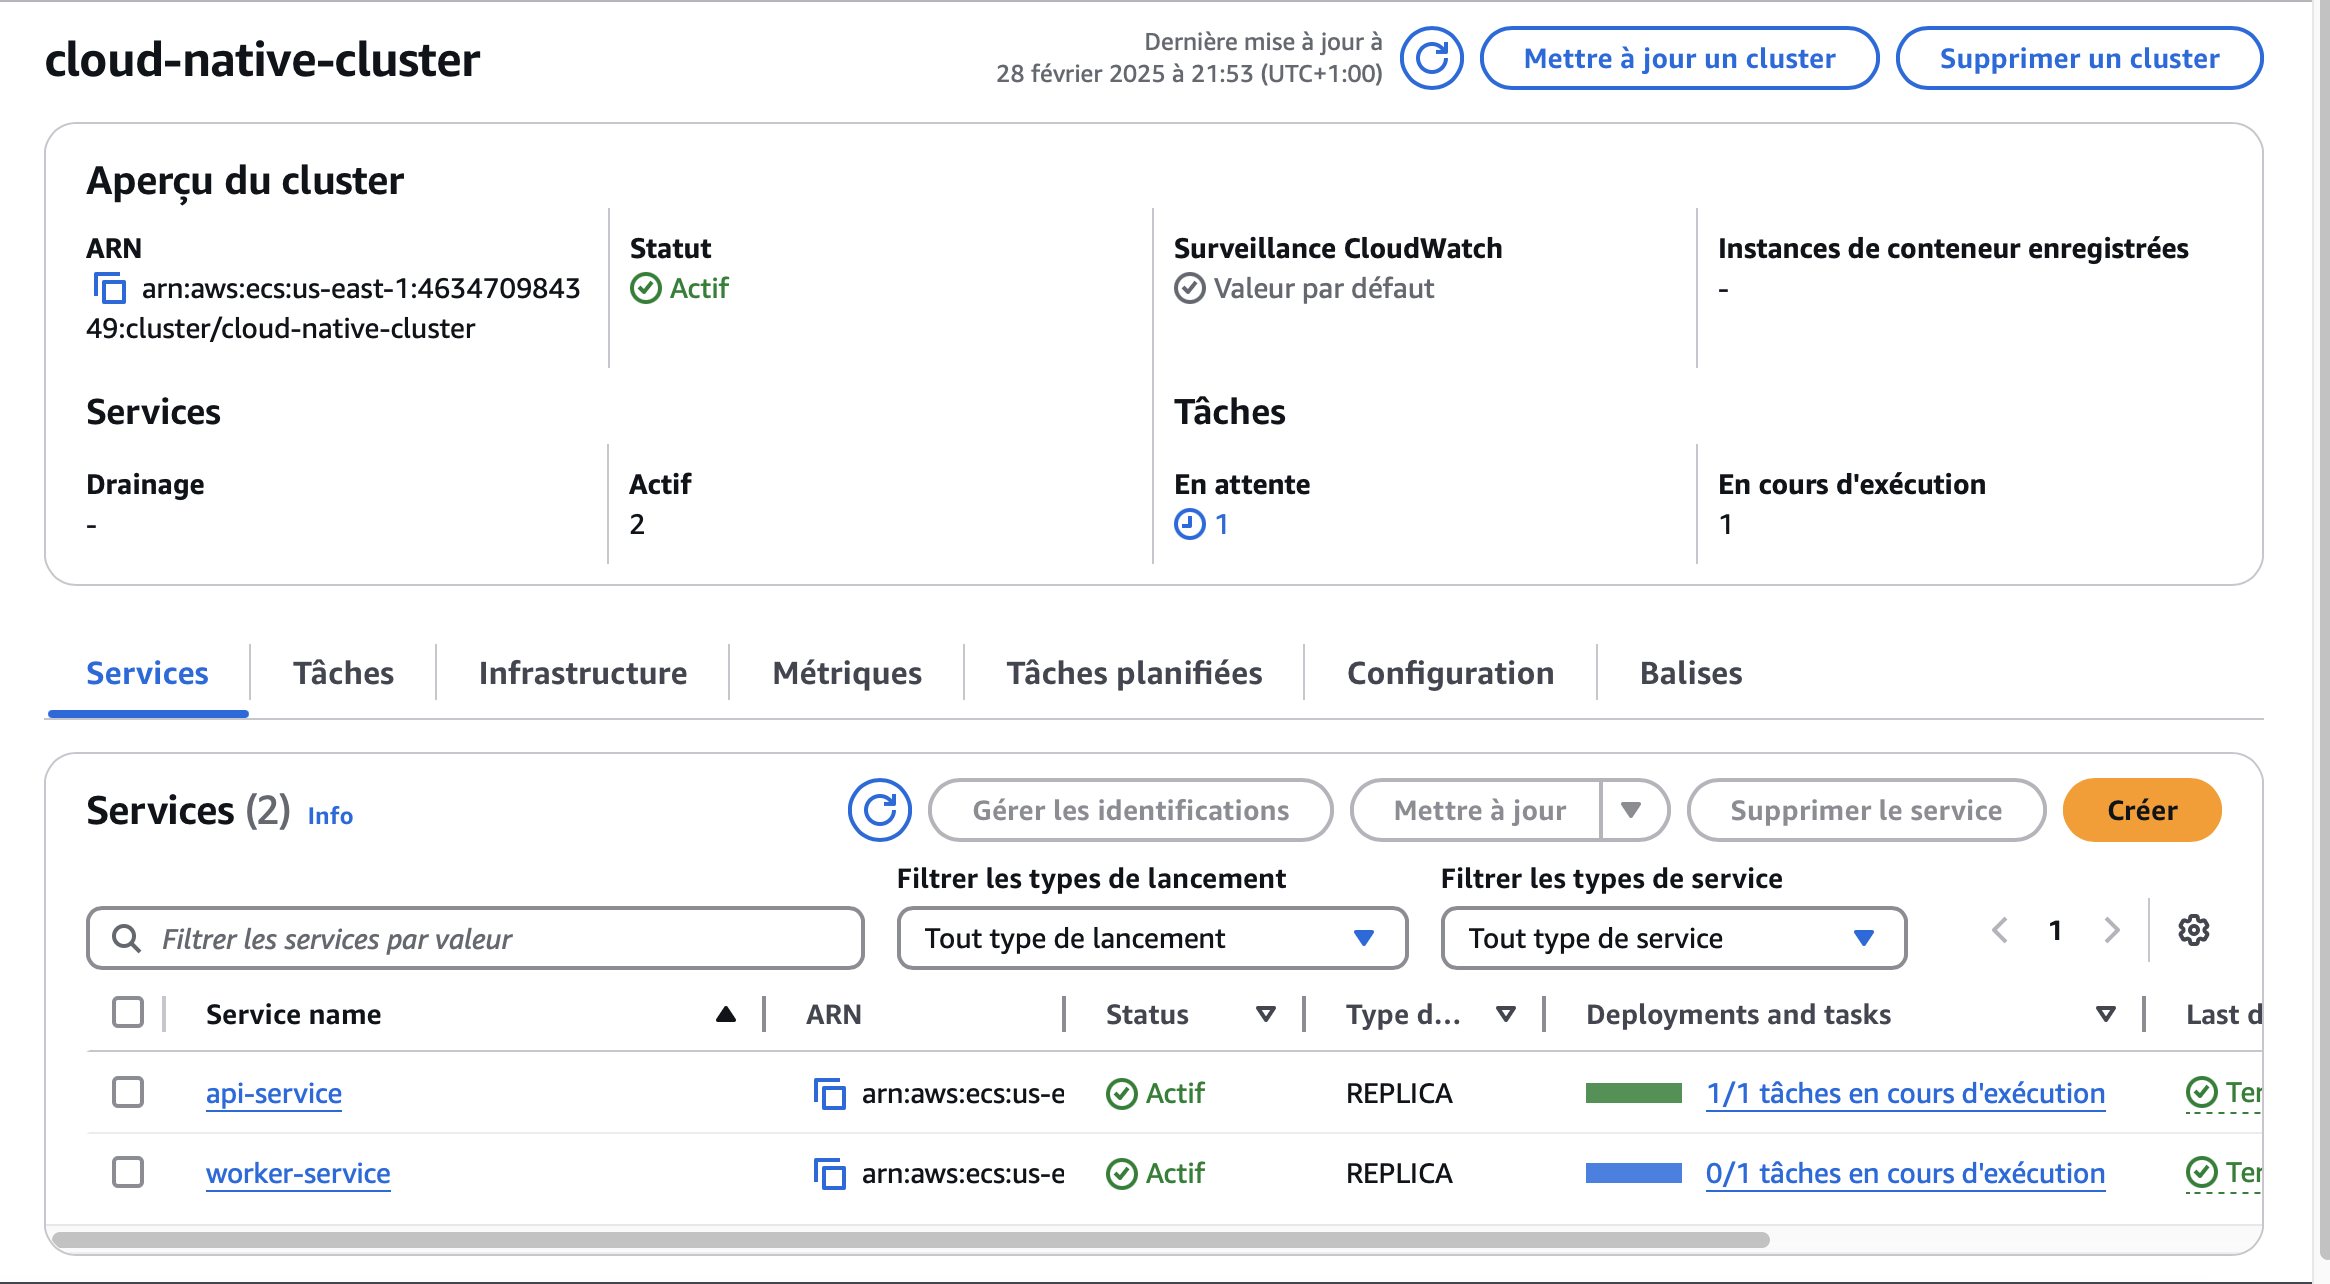 cloud-native-cluster
Dernière mise à jour à
28 février 2025 à 21:53 (UTC+1:00)
Mettre à jour un cluster
Supprimer un cluster
Aperçu du cluster
ARN
arn:aws:ecs:us-east-1:4634709843
49:cluster/cloud-native-cluster
Statut
Actif
Surveillance CloudWatch
Valeur par défaut
Instances de conteneur enregistrées
-
Services
Tâches
Drainage
-
Actif
2
En attente
1
En cours d'exécution
1
Services
Tâches
Infrastructure
Métriques
Tâches planifiées
Configuration
Balises
Services (2) Info
Gérer les identifications
Mettre à jour
Supprimer le service
Créer
Filtrer les types de lancement
Filtrer les types de service
Filtrer les services par valeur
Tout type de lancement
Tout type de service
1
Service name ARN Status Type d... Deployments and tasks Last d
api-service arn:aws:ecs:us-e Actif REPLICA 1/1 tâches en cours d'exécution Ter
worker-service arn:aws:ecs:us-e Actif REPLICA 0/1 tâches en cours d'exécution Ter